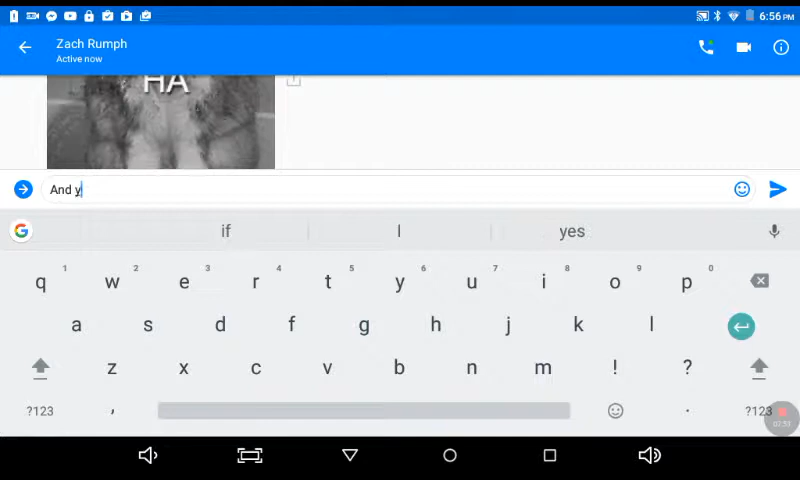 6:56 PM
Zach Rumph
Active now
HA
And y
if I yes
q 1 w 2 e 3 r 4 t 5 y 6 u 7 i 8 o 9 p 0
a s d f g h j k l
z x c v b n m ! ?
?123 , . ?123